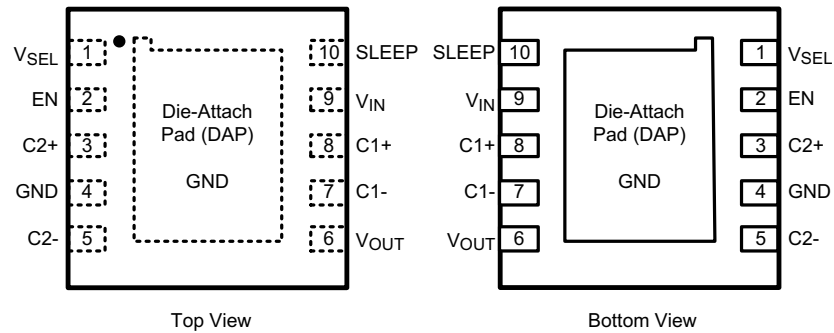 VSEL 1 10 SLEEP
EN 2 9 VIN
Die-Attach
Pad (DAP)
C2+ 3 8 C1+
GND 4 GND 7 C1-
C2- 5 6 VOUT
Top View
SLEEP 10 1 VSEL
VIN 9 2 EN
Die-Attach
Pad (DAP)
C1+ 8 3 C2+
C1- 7 GND 4 GND
VOUT 6 5 C2-
Bottom View